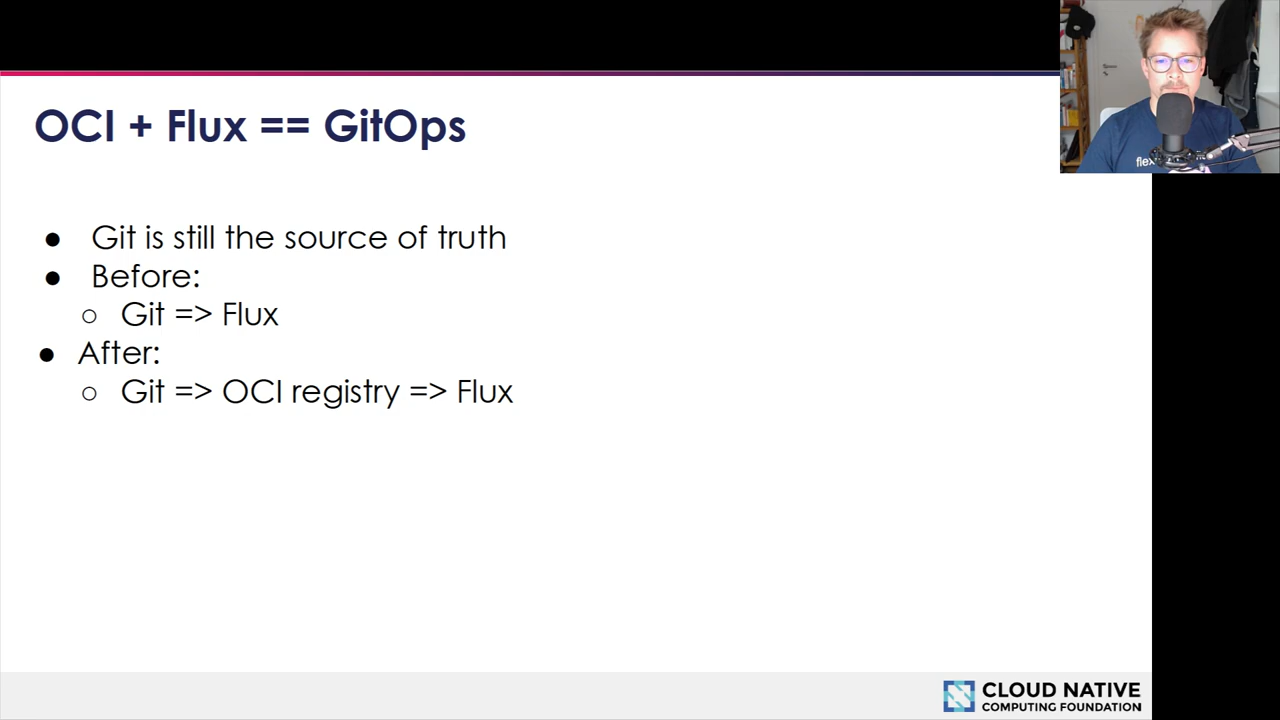 OCI + Flux == GitOps
● Git is still the source of truth
● Before:
○ Git => Flux
● After:
○ Git => OCI registry => Flux
flex
CLOUD NATIVE
COMPUTING FOUNDATION